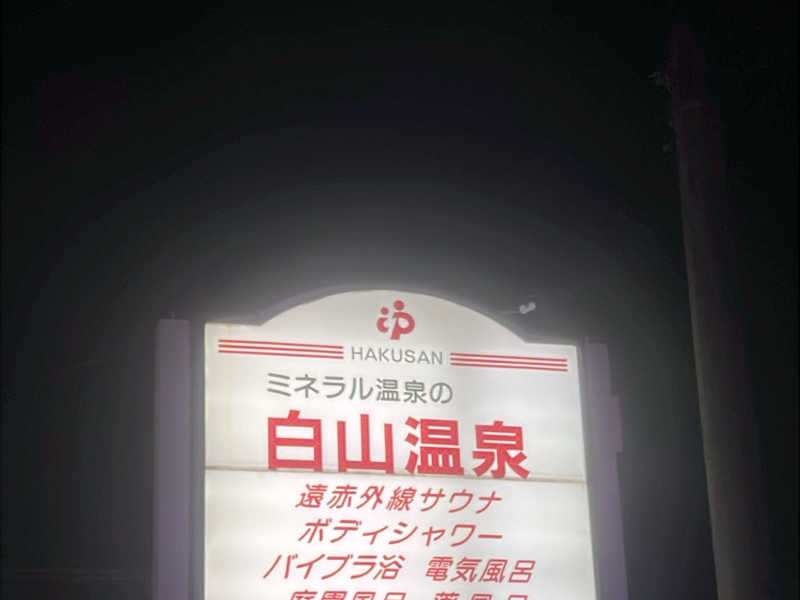 HAKUSAN
ミネラル温泉の
白山温泉
遠赤外線サウナ
ボディシャワー
バイブラ浴 電気風呂